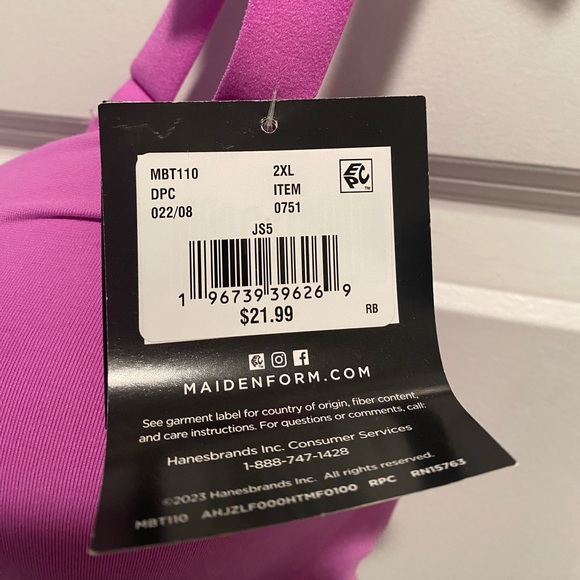 MBT110 2XL EPC™
DPC ITEM
022/08 0751
JS5
1 96739 39626 9
$21.99 RB
MAIDENFORM.COM
See garment label for country of origin, fiber content,
and care instructions. For questions or comments, call:
Hanesbrands Inc. Consumer Services
1-888-747-1428
©2023 Hanesbrands Inc. All rights reserved.
MBT110 AHJZLF000HTMF0100 RPC RN15763